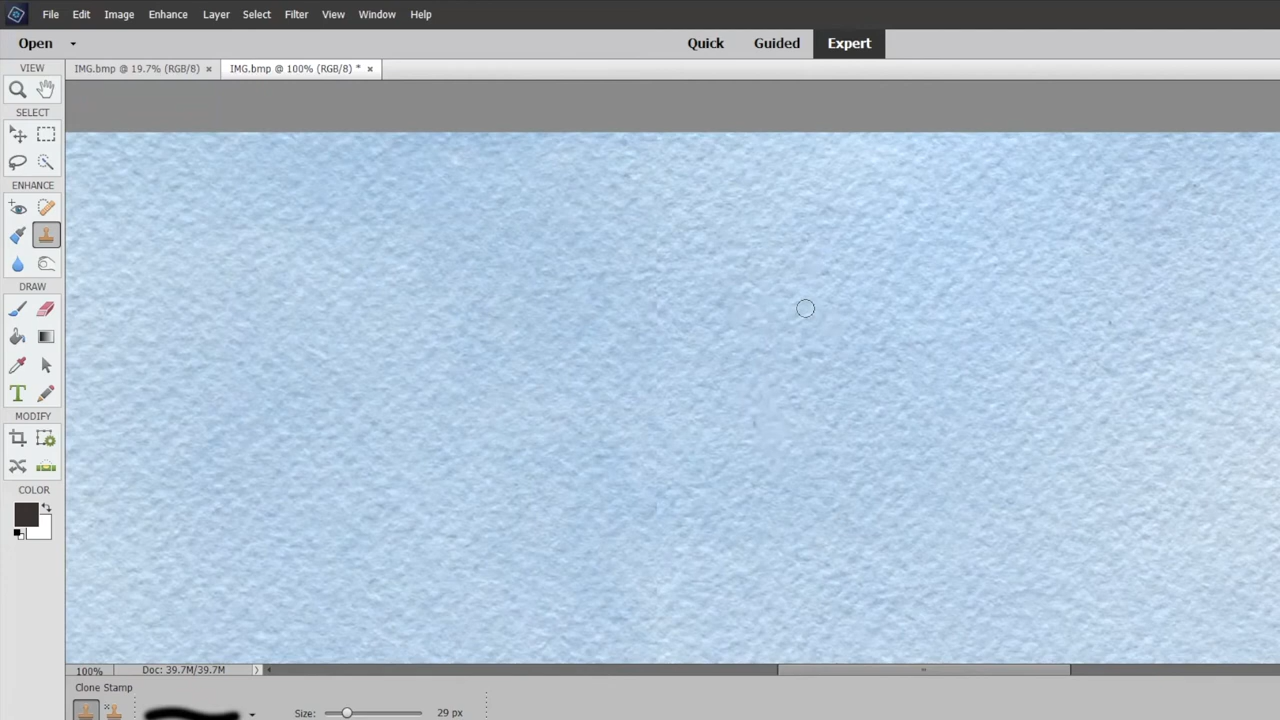 File Edit Image Enhance Layer Select Filter View Window Help
Open Quick Guided Expert
VIEW IMG.bmp @ 19.7% (RGB/8) × IMG.bmp @ 100% (RGB/8) * ×
SELECT
ENHANCE
DRAW
T
MODIFY
COLOR
100% Doc: 39.7M/39.7M
Clone Stamp
Size: 29 px